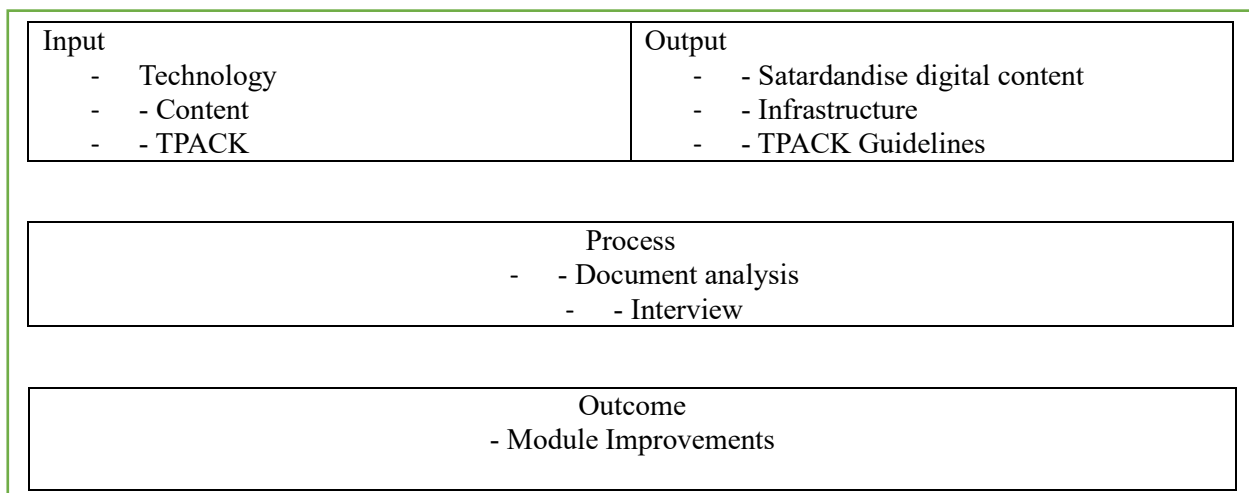 Input
- Technology
- - Content
- - TPACK
Output
- - Satardandise digital content
- - Infrastructure
- - TPACK Guidelines
Process
- - Document analysis
- - Interview
Outcome
- Module Improvements